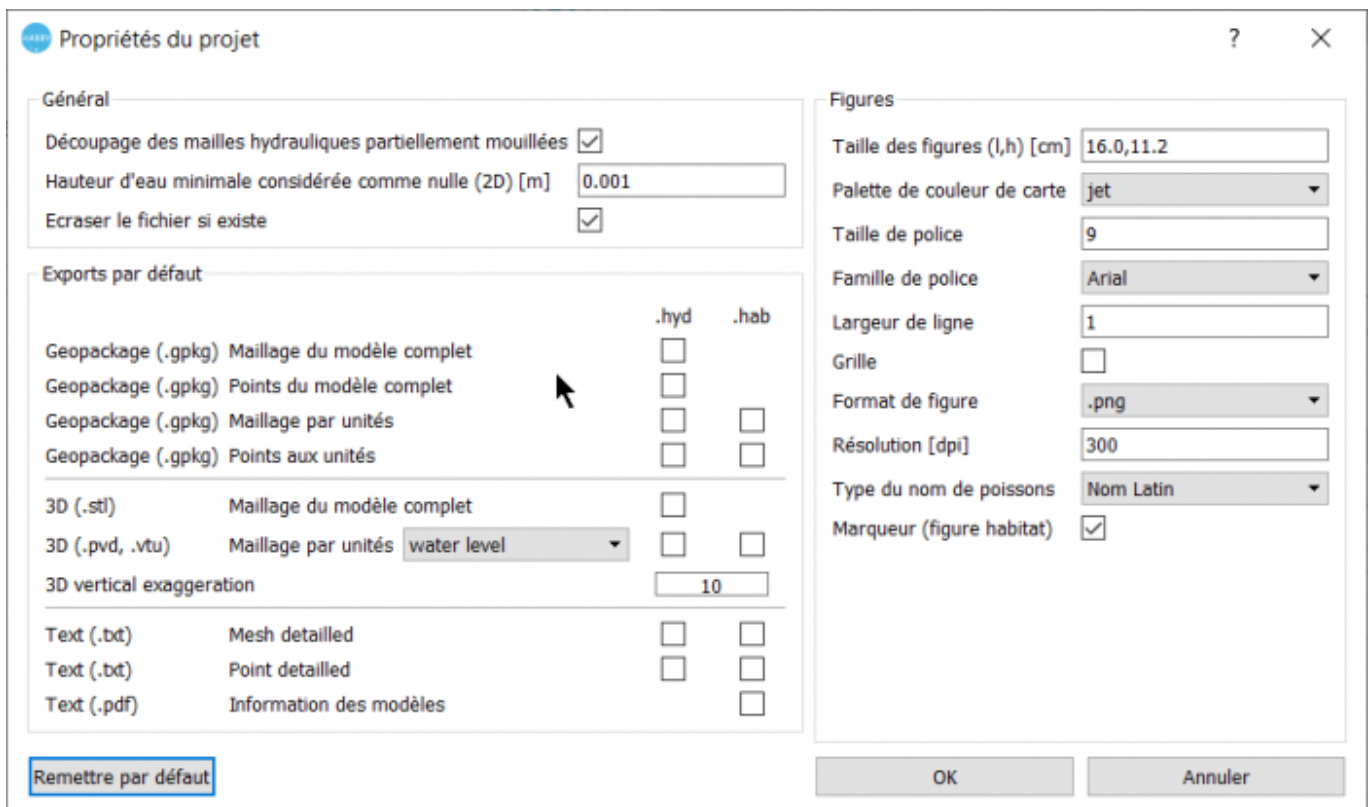 HABBY
Propriétés du projet
?
Général
Découpage des mailles hydrauliques partiellement mouillées
Hauteur d'eau minimale considérée comme nulle (2D) [m] 0.001
Ecraser le fichier si existe
Exports par défaut
.hyd .hab
Geopackage (.gpkg) Maillage du modèle complet
Geopackage (.gpkg) Points du modèle complet
Geopackage (.gpkg) Maillage par unités
Geopackage (.gpkg) Points aux unités
3D (.stl) Maillage du modèle complet
3D (.pvd, .vtu) Maillage par unités water level
3D vertical exaggeration 10
Text (.txt) Mesh detailled
Text (.txt) Point detailled
Text (.pdf) Information des modèles
Figures
Taille des figures (l,h) [cm] 16.0,11.2
Palette de couleur de carte jet
Taille de police 9
Famille de police Arial
Largeur de ligne 1
Grille
Format de figure .png
Résolution [dpi] 300
Type du nom de poissons Nom Latin
Marqueur (figure habitat)
Remettre par défaut
OK
Annuler